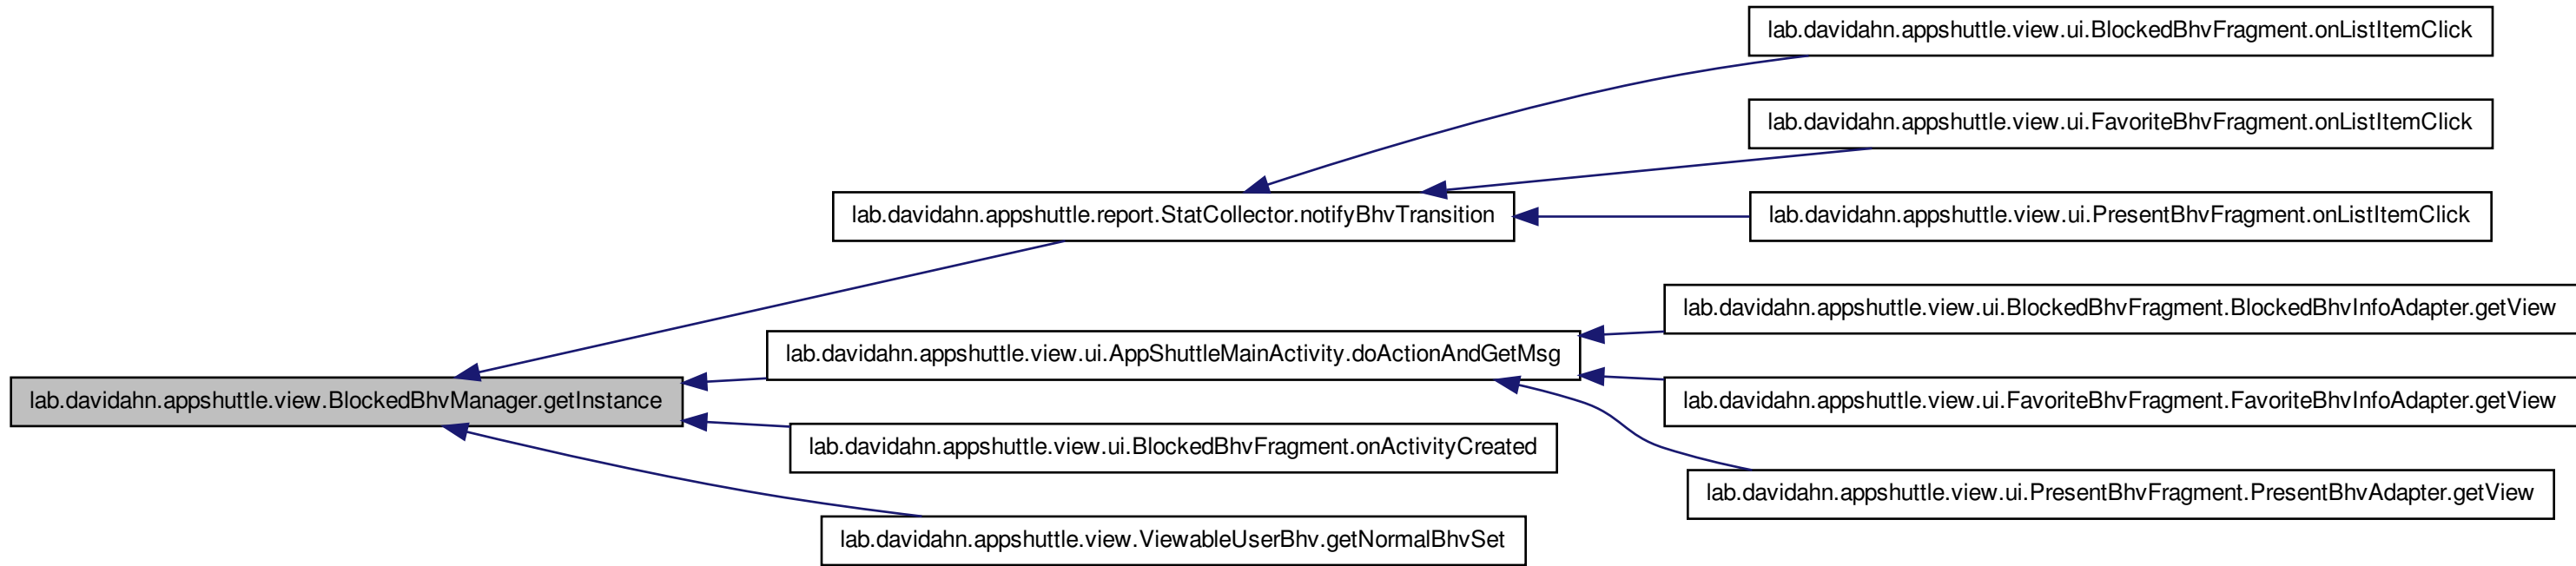 lab.davidahn.appshuttle.view.ui.BlockedBhvFragment.onListItemClick
lab.davidahn.appshuttle.view.ui.FavoriteBhvFragment.onListItemClick
lab.davidahn.appshuttle.report.StatCollector.notifyBhvTransition
lab.davidahn.appshuttle.view.ui.PresentBhvFragment.onListItemClick
lab.davidahn.appshuttle.view.ui.BlockedBhvFragment.BlockedBhvInfoAdapter.getView
lab.davidahn.appshuttle.view.ui.AppShuttleMainActivity.doActionAndGetMsg
lab.davidahn.appshuttle.view.BlockedBhvManager.getInstance
lab.davidahn.appshuttle.view.ui.FavoriteBhvFragment.FavoriteBhvInfoAdapter.getView
lab.davidahn.appshuttle.view.ui.BlockedBhvFragment.onActivityCreated
lab.davidahn.appshuttle.view.ui.PresentBhvFragment.PresentBhvAdapter.getView
lab.davidahn.appshuttle.view.ViewableUserBhv.getNormalBhvSet